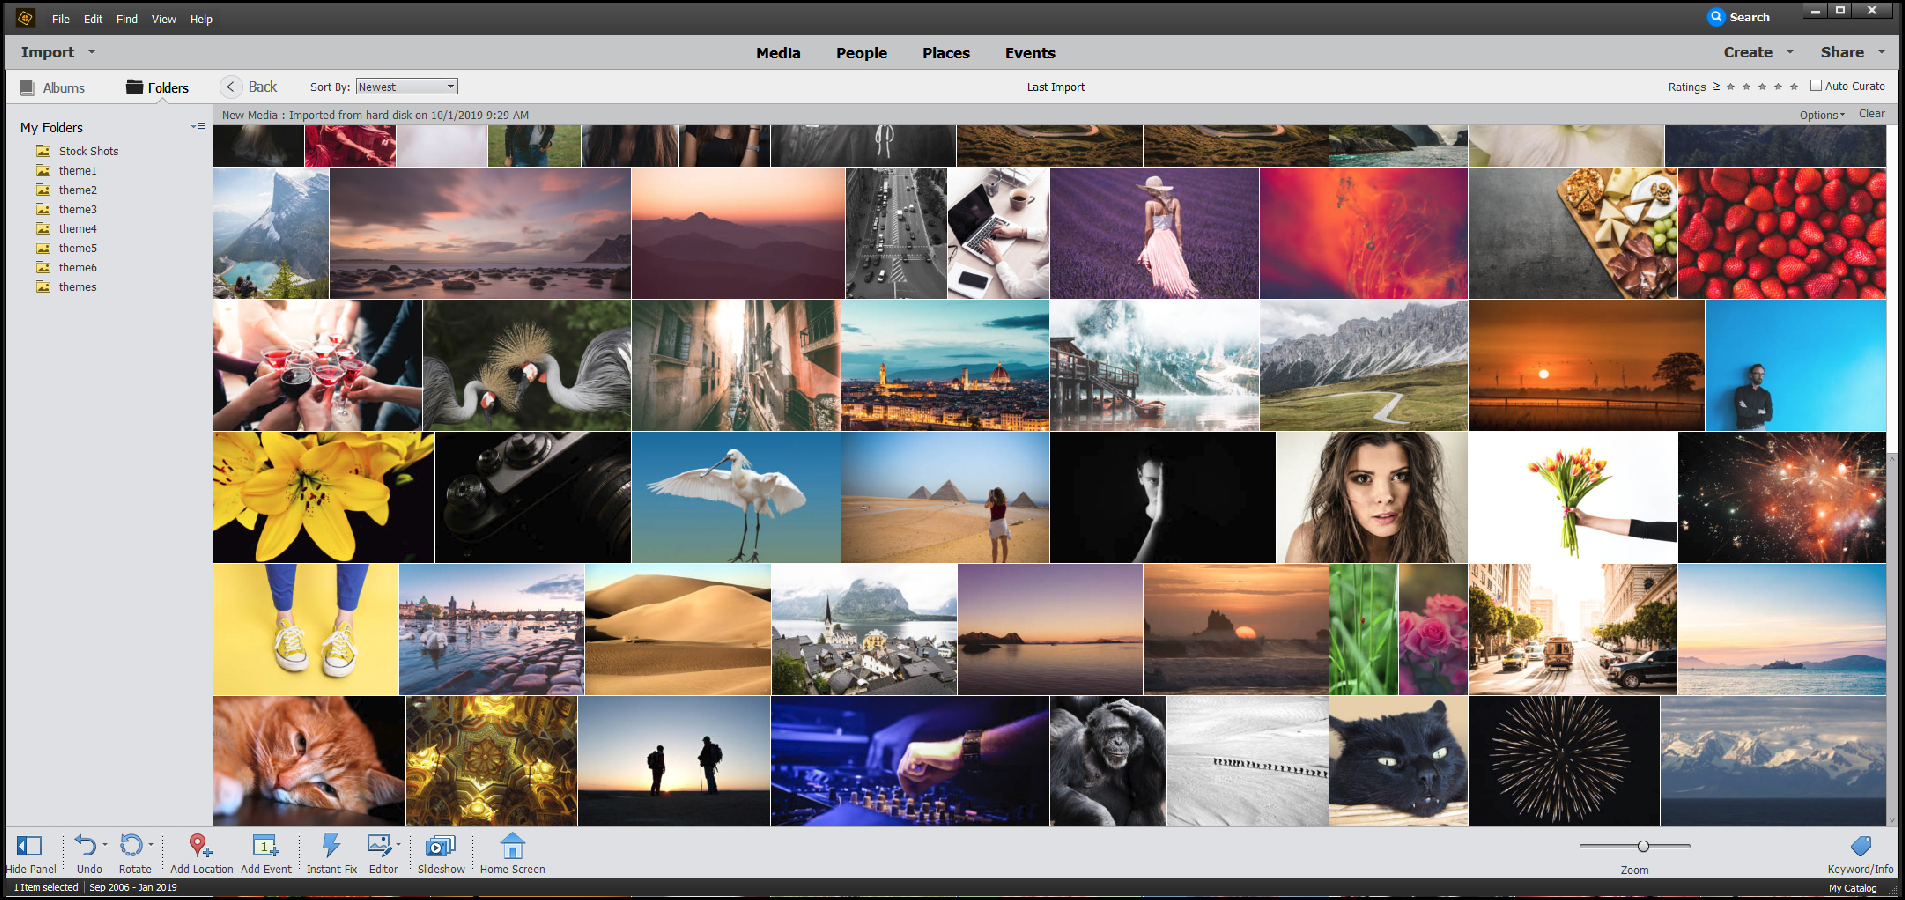 File Edit Find View Help
Search
Import
Media People Places Events
Create Share
Albums Folders
Back
Sort By: Newest
Last Import
Ratings ≥ ★ ★ ★ ★ ★ Auto Curate
New Media : Imported from hard disk on 10/1/2019 9:29 AM
Options Clear
My Folders
Stock Shots
theme1
theme2
theme3
theme4
theme5
theme6
themes
1
Hide Panel Undo Rotate Add Location Add Event Instant Fix Editor Slideshow Home Screen
Zoom
Keyword/Info
1 Item selected Sep 2006 - Jan 2019
My Catalog